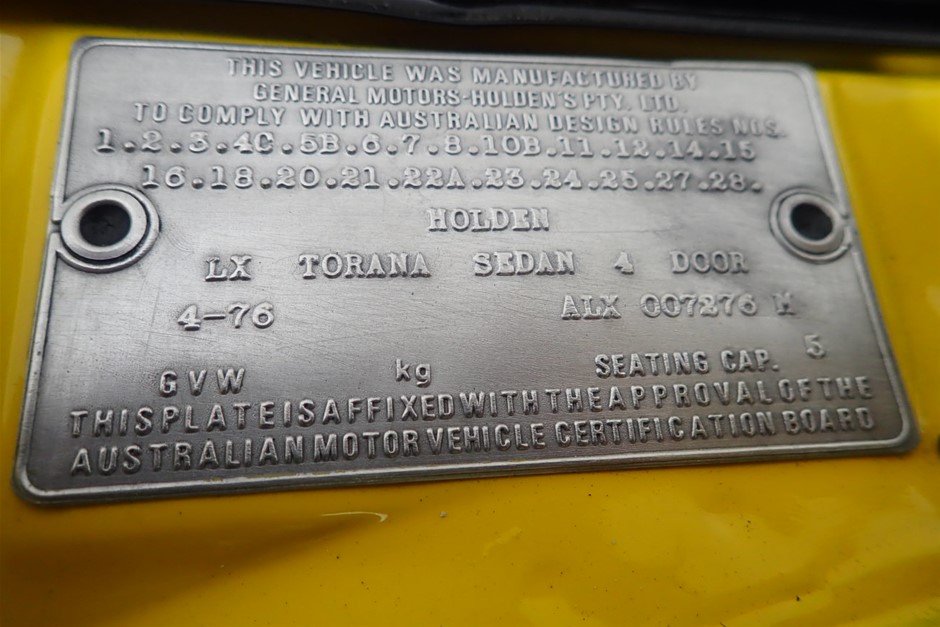 THIS VEHICLE WAS MANUFACTURED BY
GENERAL MOTORS-HOLDEN'S PTY. LTD.
TO COMPLY WITH AUSTRALIAN DESIGN RULES NOS.
1.2.3.4C.5B.6.7.8.10B.11.12.14.15
16.18.20.21.22A.23.24.25.27.28.
HOLDEN
LX TORANA SEDAN 4 DOOR
4-76 ALX 007276 M
GVW kg SEATING CAP. 5
THIS PLATE IS AFFIXED WITH THE APPROVAL OF THE
AUSTRALIAN MOTOR VEHICLE CERTIFICATION BOARD